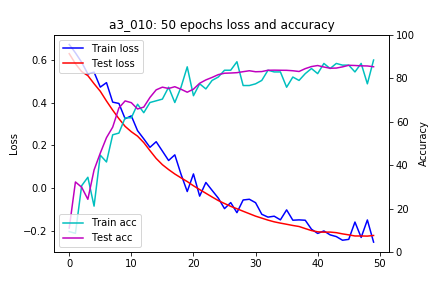 a3_010: 50 epochs loss and accuracy
Train loss
Test loss
Train acc
Test acc
Loss
Accuracy
0.6
0.4
0.2
0.0
−0.2
100
80
60
40
20
0
0
10
20
30
40
50